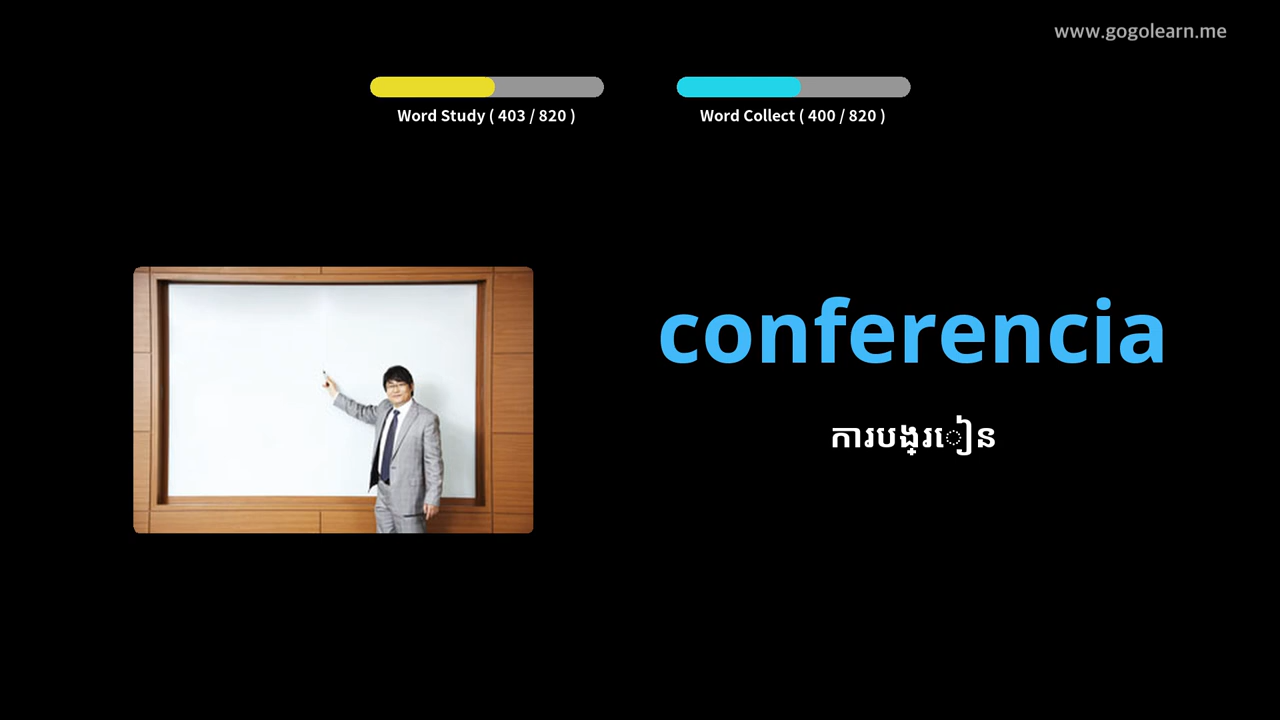 www.gogolearn.me
Word Study ( 403 / 820 )
Word Collect ( 400 / 820 )
conferencia
ការបង្រៀន